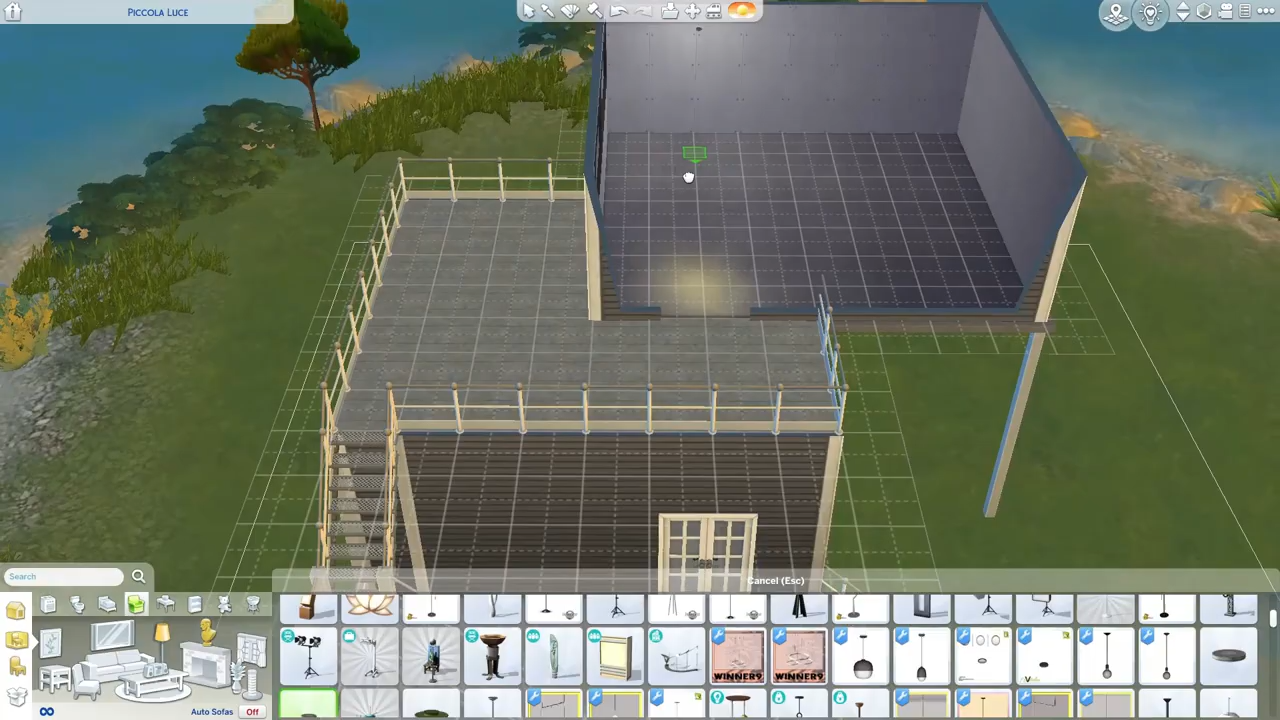 Piccola Luce
Cancel (Esc)
Search
WINNER9
WINNER9
Auto Sofas
Off